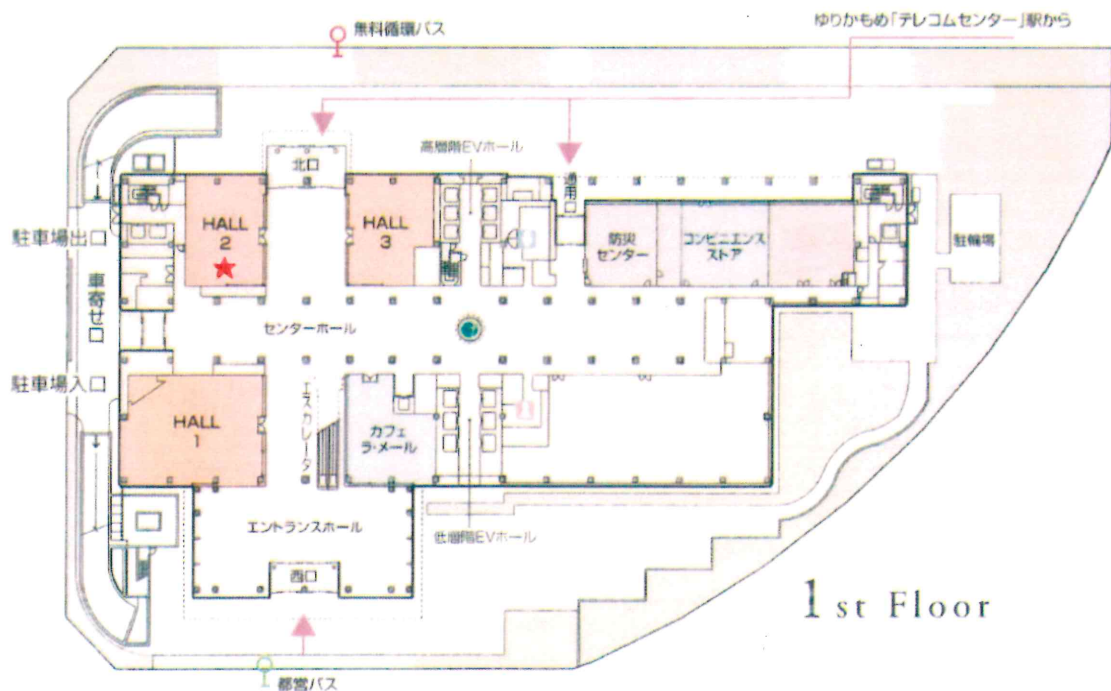 無料循環バス
ゆりかもめ「テレコムセンター」駅から
北口
高層階EVホール
通用口
HALL
2
HALL
3
防災
センター
コンビニエンス
ストア
駐輪場
駐車場出口
車寄せ口
センターホール
駐車場入口
HALL
1
エスカレータ
カフェ
ラ・メール
エントランスホール
低層階EVホール
西口
1st Floor
都営バス